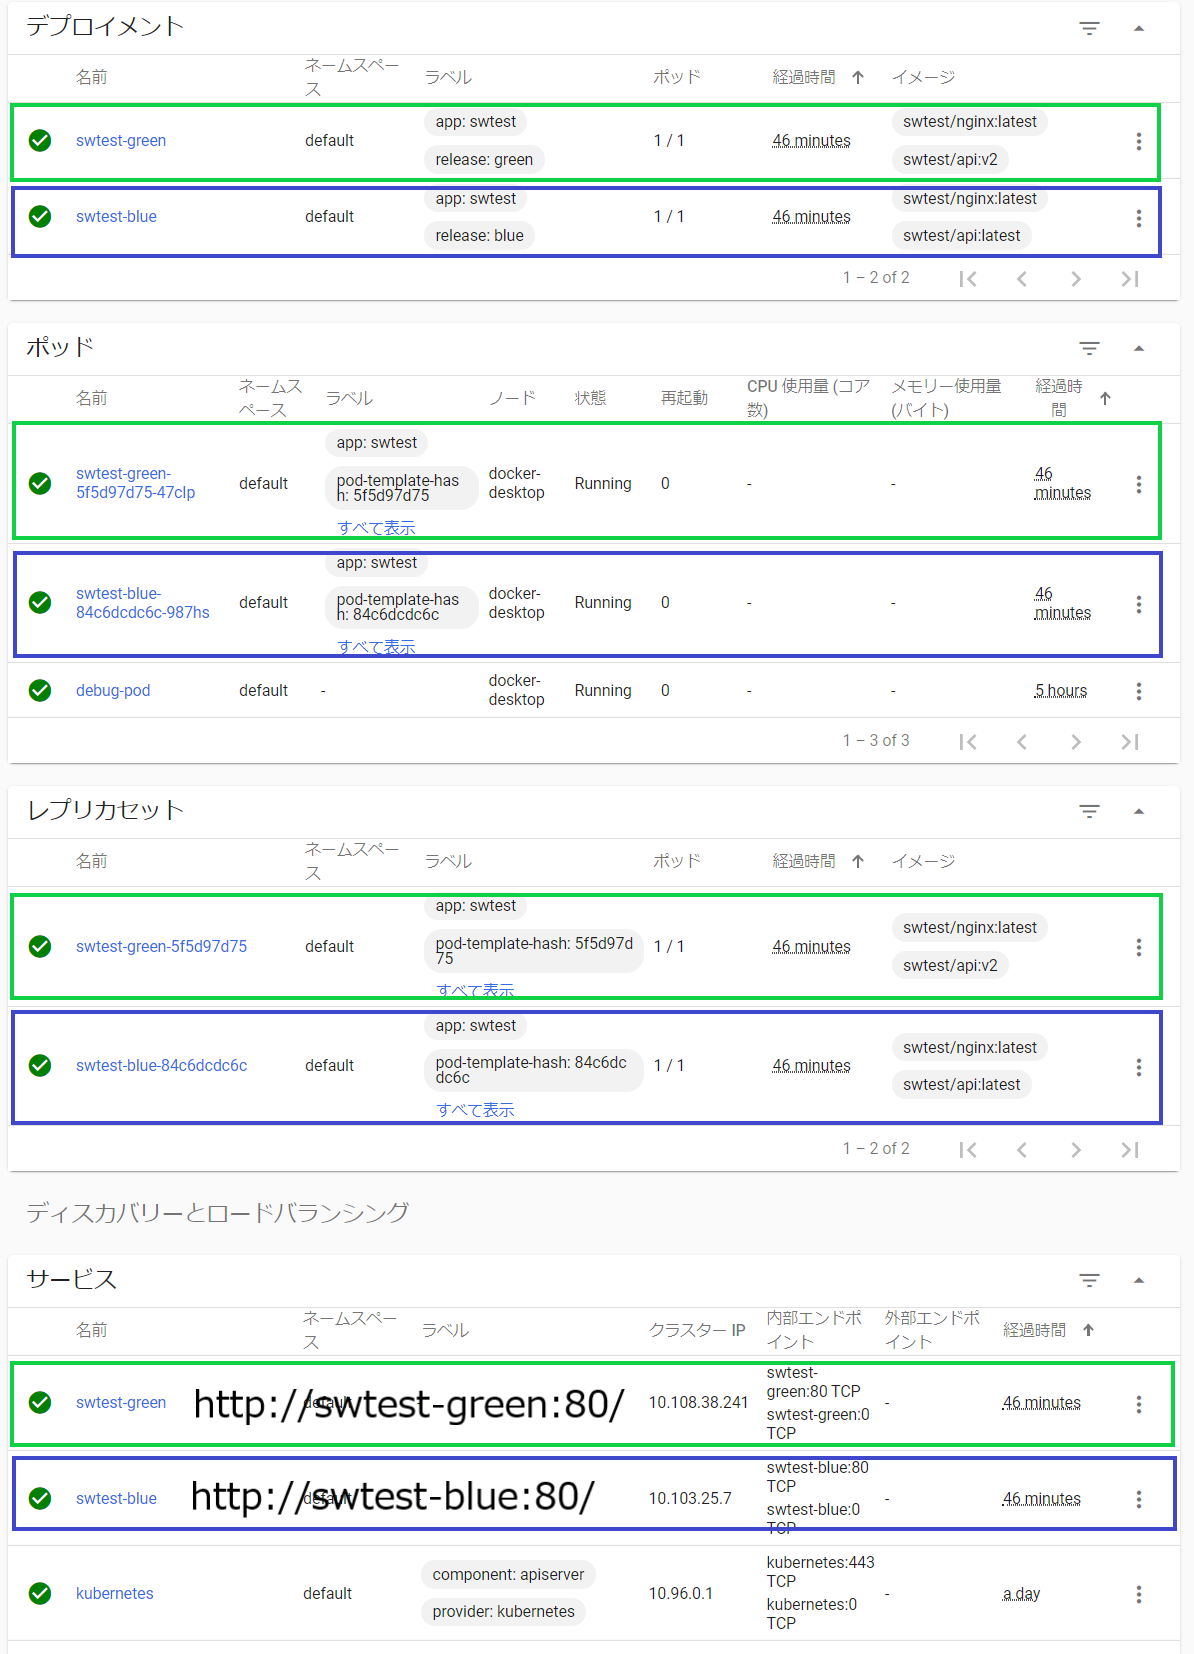 デプロイメント
名前 ネームスペース ラベル ポッド 経過時間 イメージ
swtest-green default app: swtest release: green 1 / 1 46 minutes swtest/nginx:latest swtest/api:v2
swtest-blue default app: swtest release: blue 1 / 1 46 minutes swtest/nginx:latest swtest/api:latest
1 – 2 of 2
ポッド
名前 ネームスペース ラベル ノード 状態 再起動 CPU 使用量 (コア数) メモリー使用量 (バイト) 経過時間
swtest-green-5f5d97d75-47clp default app: swtest pod-template-hash: 5f5d97d75 すべて表示 docker-desktop Running 0 - - 46 minutes
swtest-blue-84c6dcdc6c-987hs default app: swtest pod-template-hash: 84c6dcdc6c すべて表示 docker-desktop Running 0 - - 46 minutes
debug-pod default - docker-desktop Running 0 - - 5 hours
1 – 3 of 3
レプリカセット
名前 ネームスペース ラベル ポッド 経過時間 イメージ
swtest-green-5f5d97d75 default app: swtest pod-template-hash: 5f5d97d75 すべて表示 1 / 1 46 minutes swtest/nginx:latest swtest/api:v2
swtest-blue-84c6dcdc6c default app: swtest pod-template-hash: 84c6dcdc6c すべて表示 1 / 1 46 minutes swtest/nginx:latest swtest/api:latest
1 – 2 of 2
ディスカバリーとロードバランシング
サービス
名前 ネームスペース ラベル クラスター IP 内部エンドポイント 外部エンドポイント 経過時間
swtest-green default http://swtest-green:80/ 10.108.38.241 swtest-green:80 TCP swtest-green:0 TCP - 46 minutes
swtest-blue default http://swtest-blue:80/ 10.103.25.7 swtest-blue:80 TCP swtest-blue:0 TCP - 46 minutes
kubernetes default component: apiserver provider: kubernetes 10.96.0.1 kubernetes:443 TCP kubernetes:0 TCP - a day